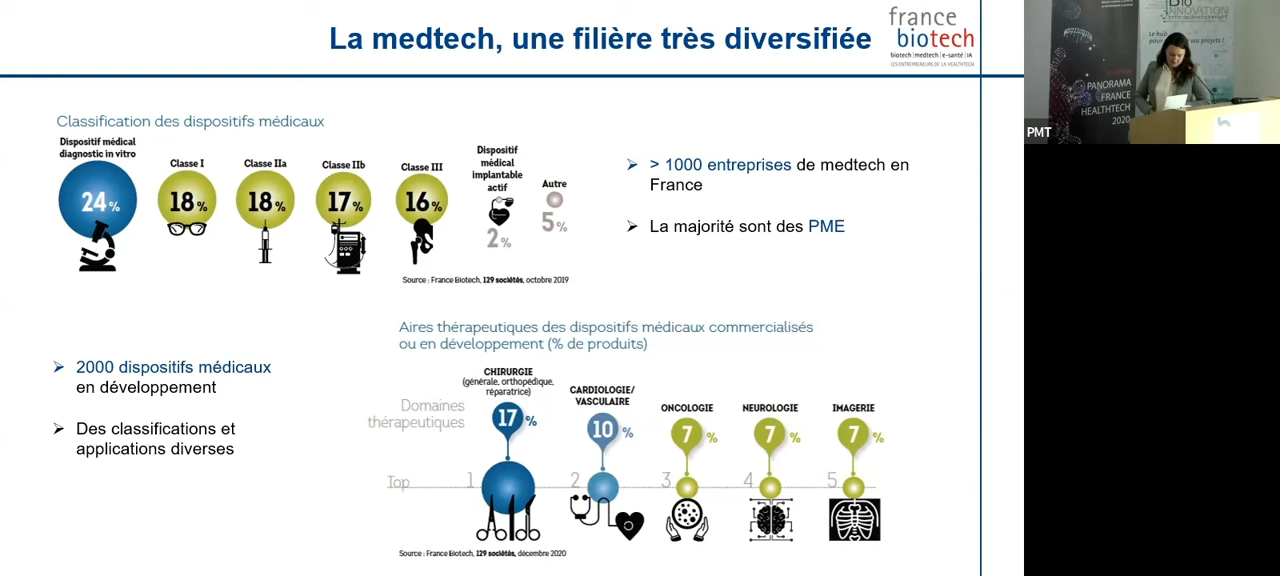 La medtech, une filière très diversifiée
france
biotech
biotech|medtech|e-santé|IA
LES ENTREPRENEURS DE LA HEALTHTECH
Classification des dispositifs médicaux
Dispositif médical
diagnostic in vitro
24%
Classe I
18%
Classe IIa
18%
Classe IIb
17%
Classe III
16%
Dispositif
médical
implantable
actif
2%
Autre
5%
Source : France Biotech, 129 sociétés, octobre 2019
➢ > 1000 entreprises de medtech en
France
➢ La majorité sont des PME
➢ 2000 dispositifs médicaux
en développement
➢ Des classifications et
applications diverses
Aires thérapeutiques des dispositifs médicaux commercialisés
ou en développement (% de produits)
Domaines
thérapeutiques
CHIRURGIE
(générale, orthopédique,
réparatrice)
17%
CARDIOLOGIE/
VASCULAIRE
10%
ONCOLOGIE
7%
NEUROLOGIE
7%
IMAGERIE
7%
Top 1 2 3 4 5
Source : France Biotech, 129 sociétés, décembre 2020
PANORAMA
FRANCE
HEALTHTECH
2020
Bio
INNOVATION
Le hub
PMT